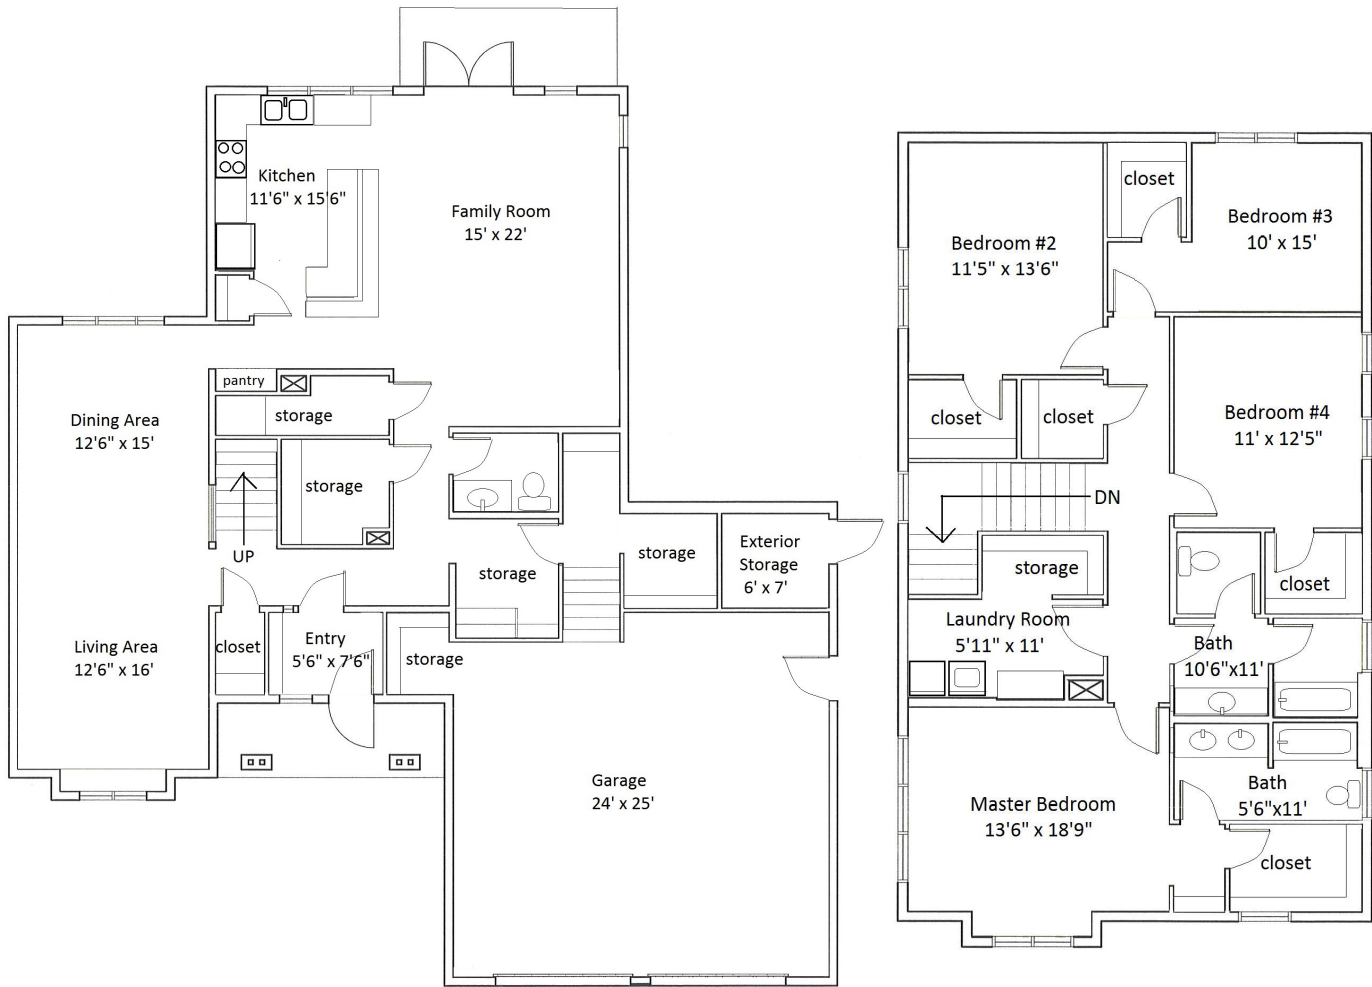 Kitchen
11'6" x 15'6"
Family Room
15' x 22'
pantry
storage
Dining Area
12'6" x 15'
storage
UP
storage
storage
Exterior
Storage
6' x 7'
closet
Entry
5'6" x 7'6"
storage
Living Area
12'6" x 16'
Garage
24' x 25'
closet
Bedroom #3
10' x 15'
Bedroom #2
11'5" x 13'6"
closet
closet
Bedroom #4
11' x 12'5"
DN
storage
closet
Laundry Room
5'11" x 11'
Bath
10'6"x11'
Bath
5'6"x11'
Master Bedroom
13'6" x 18'9"
closet